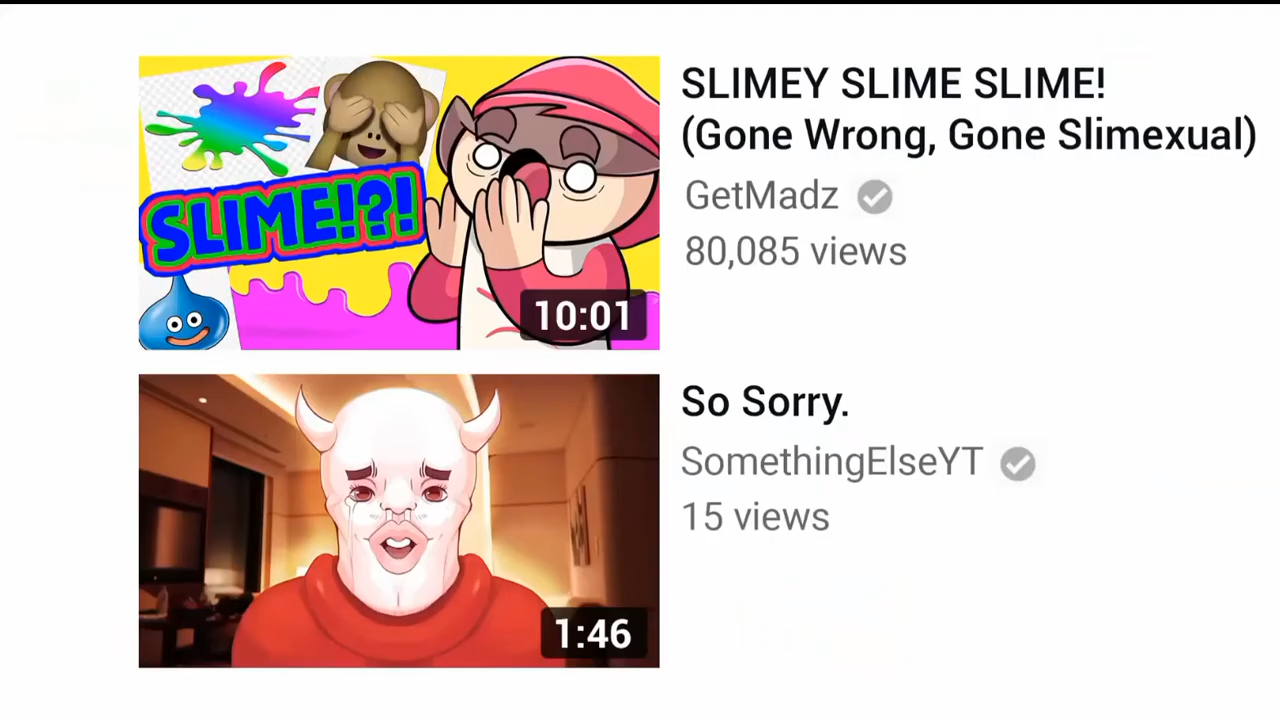 SLIME!?!
10:01
SLIMEY SLIME SLIME!
(Gone Wrong, Gone Slimexual)
GetMadz
80,085 views
1:46
So Sorry.
SomethingElseYT
15 views